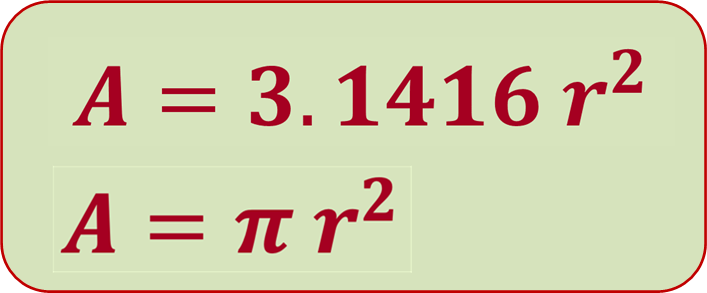 A = 3.1416 r²
A = π r²